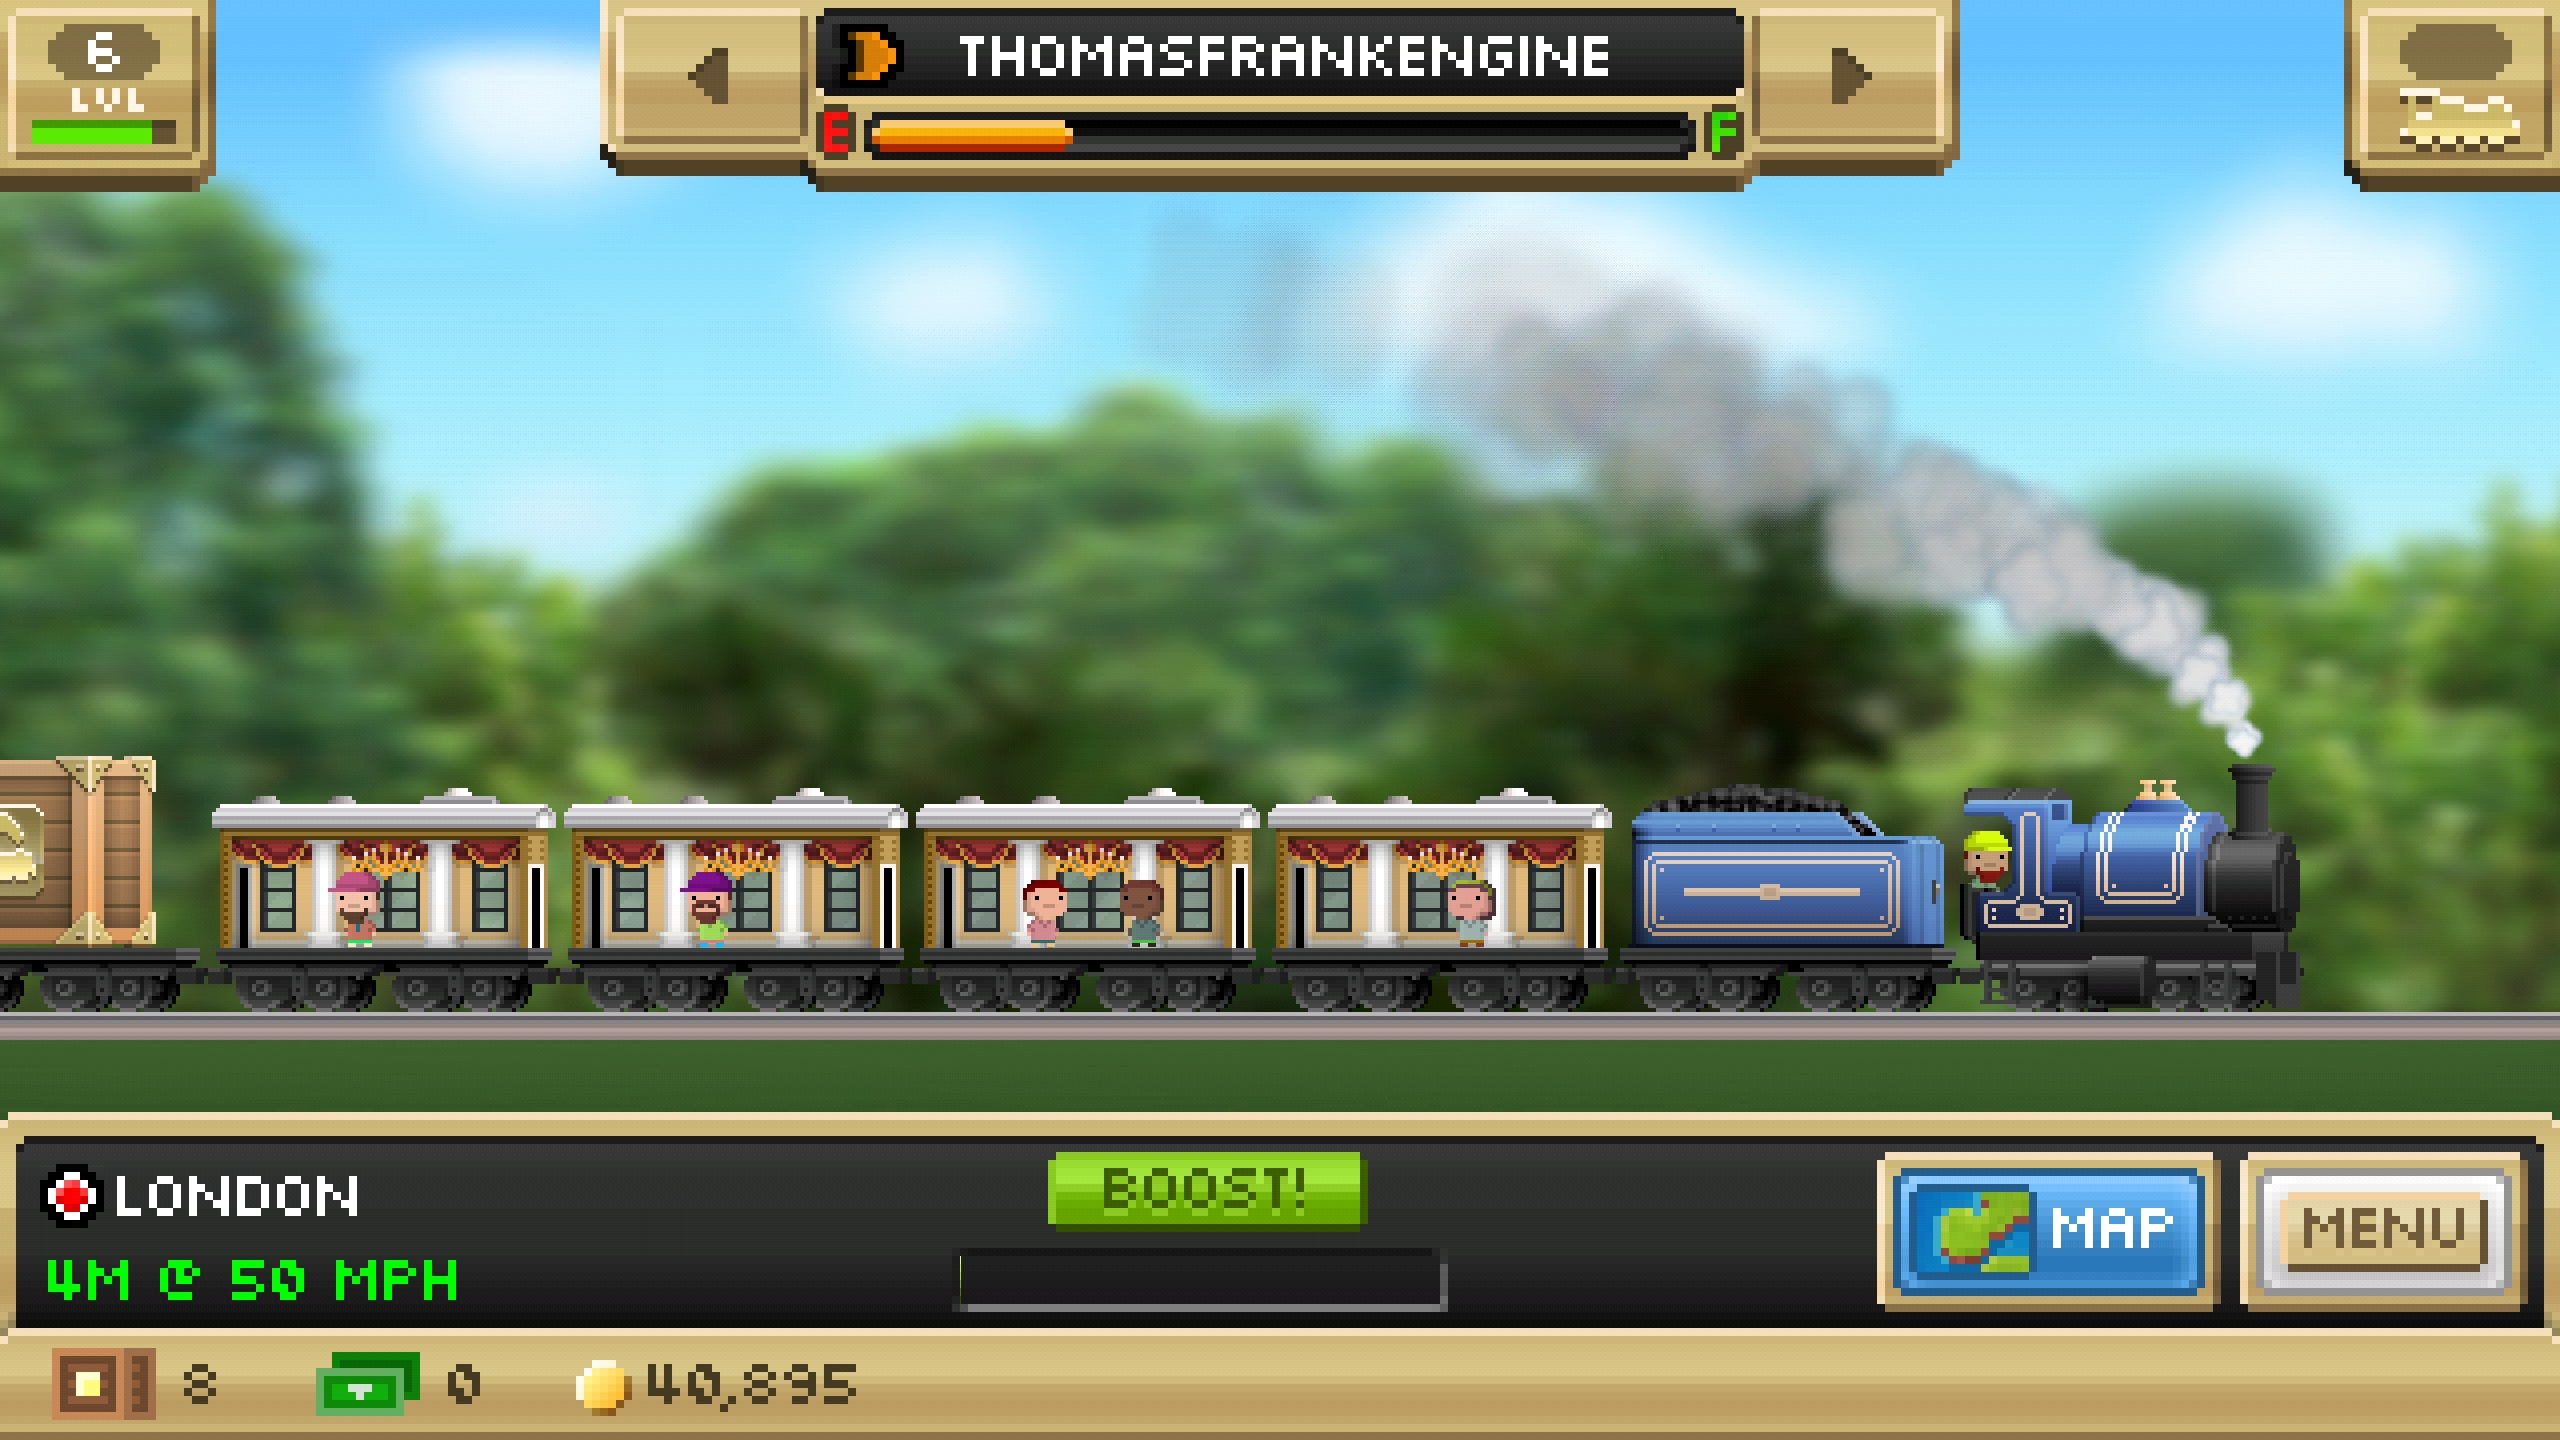 6
LVL
THOMASFRANKENGINE
E F
LONDON
4M @ 50 MPH
BOOST!
MAP
MENU
8 0 40,895